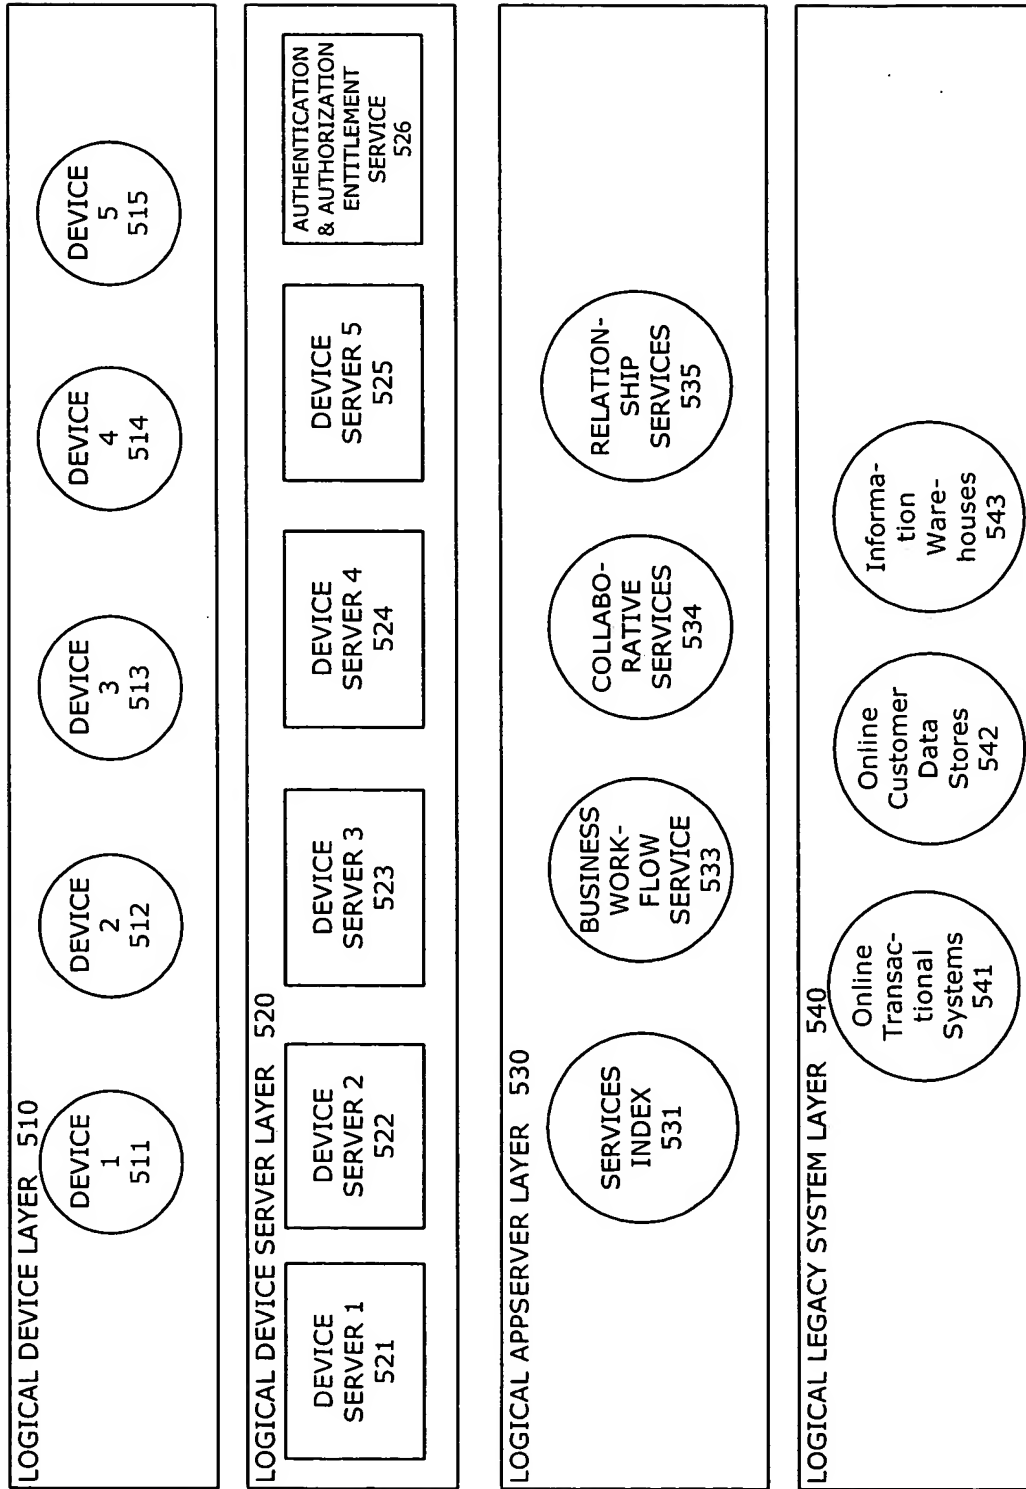 LOGICAL DEVICE LAYER 510
DEVICE
1
511
DEVICE
2
512
DEVICE
3
513
DEVICE
4
514
DEVICE
5
515
LOGICAL DEVICE SERVER LAYER 520
DEVICE
SERVER 1
521
DEVICE
SERVER 2
522
DEVICE
SERVER 3
523
DEVICE
SERVER 4
524
DEVICE
SERVER 5
525
AUTHENTICATION
& AUTHORIZATION
ENTITLEMENT
SERVICE
526
LOGICAL APPSERVER LAYER 530
SERVICES
INDEX
531
BUSINESS
WORK-
FLOW
SERVICE
533
COLLABO-
RATIVE
SERVICES
534
RELATION-
SHIP
SERVICES
535
LOGICAL LEGACY SYSTEM LAYER 540
Online
Transac-
tional
Systems
541
Online
Customer
Data
Stores
542
Informa-
tion
Ware-
houses
543